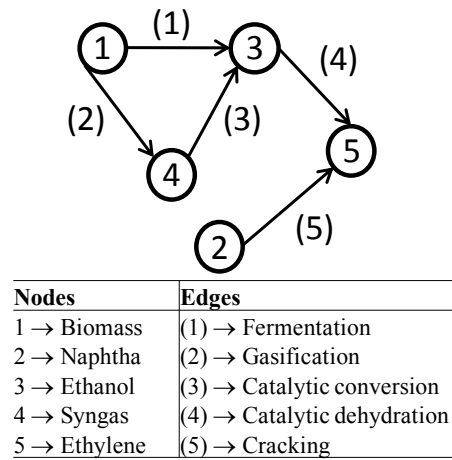 (1)
1
3
(4)
(2)
(3)
5
4
2
(5)
Nodes Edges
1 → Biomass (1) → Fermentation
2 → Naphtha (2) → Gasification
3 → Ethanol (3) → Catalytic conversion
4 → Syngas (4) → Catalytic dehydration
5 → Ethylene (5) → Cracking